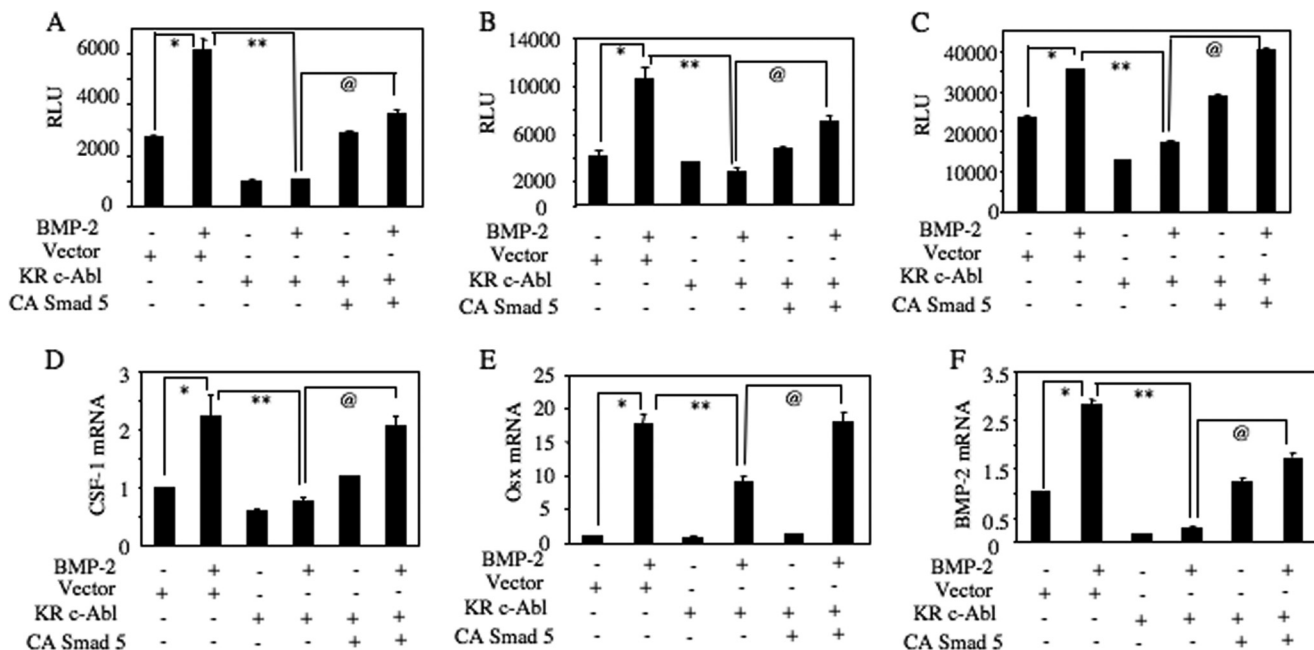 A
6000
4000
2000
0
RLU
*
**
@
BMP-2 - + - + - +
Vector + + - - - -
KR c-Abl - - + + + +
CA Smad 5 - - - - + +
B
14000
10000
6000
2000
0
RLU
*
**
@
BMP-2 - + - + - +
Vector + + - - - -
KR c-Abl - - + + + +
CA Smad 5 - - - - + +
C
40000
30000
20000
10000
0
RLU
*
**
@
BMP-2 - + - + - +
Vector + + - - - -
KR c-Abl - - + + + +
CA Smad 5 - - - - + +
D
3
2
1
0
CSF-1 mRNA
*
**
@
BMP-2 - + - + - +
Vector + + - - - -
KR c-Abl - - + + + +
CA Smad 5 - - - - + +
E
25
20
15
10
5
0
Osx mRNA
*
**
@
BMP-2 - + - + - +
Vector + + - - - -
KR c-Abl - - + + + +
CA Smad 5 - - - - + +
F
3.5
2.5
1.5
.5
0
BMP-2 mRNA
*
**
@
BMP-2 - + - + - +
Vector + + - - - -
KR c-Abl - - + + + +
CA Smad 5 - - - - + +